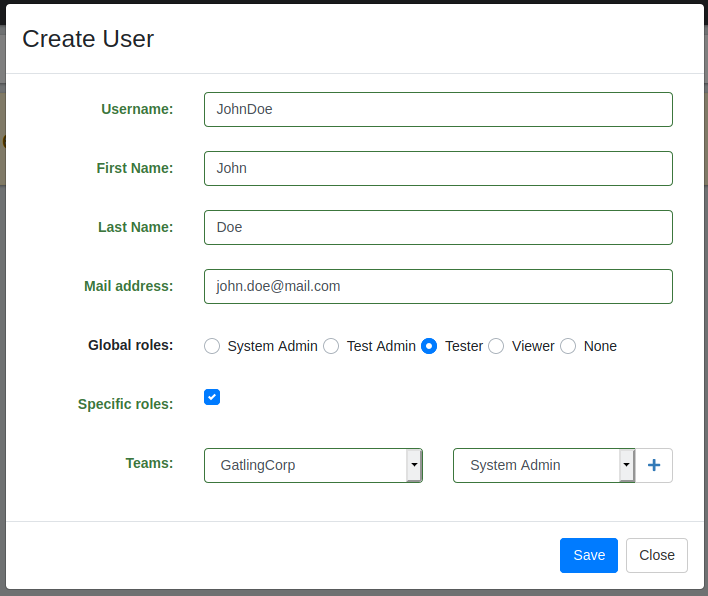 Create User
Username: JohnDoe
First Name: John
Last Name: Doe
Mail address: john.doe@mail.com
Global roles: System Admin Test Admin Tester Viewer None
Specific roles:
Teams: GatlingCorp System Admin +
Save Close